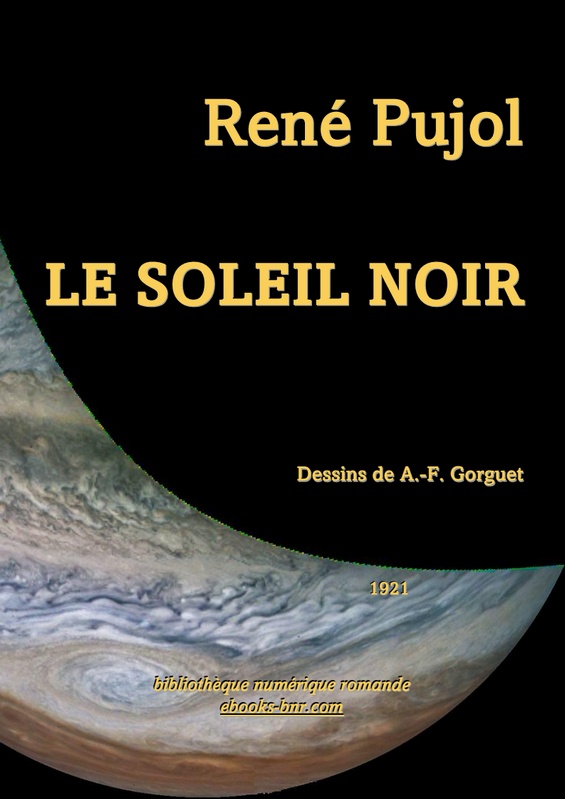 René Pujol
LE SOLEIL NOIR
Dessins de A.-F. Gorguet
1921
bibliothèque numérique romande
ebooks-bnr.com